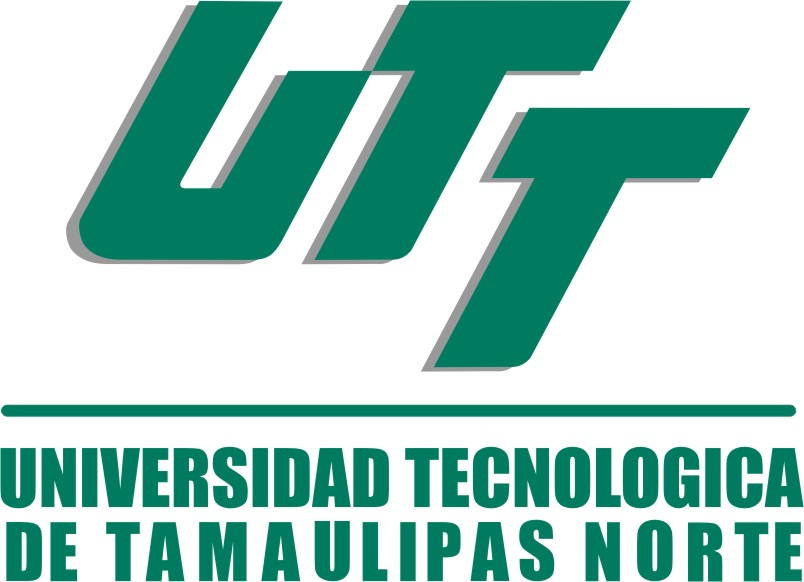 UTT
UNIVERSIDAD TECNOLOGICA
DE TAMAULIPAS NORTE